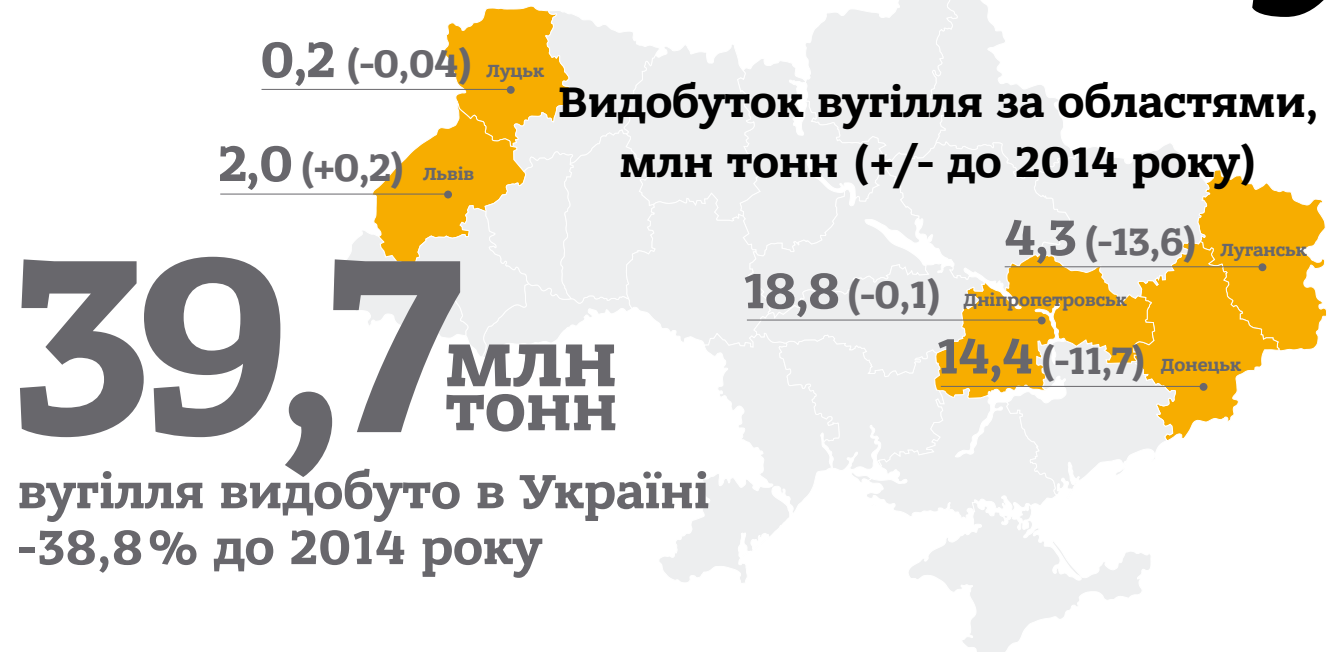 0,2 (-0,04) Луцьк
Видобуток вугілля за областями,
млн тонн (+/- до 2014 року)
2,0 (+0,2) Львів
4,3 (-13,6) Луганськ
18,8 (-0,1) Дніпропетровськ
14,4 (-11,7) Донецьк
39,7 млн
тонн
вугілля видобуто в Україні
-38,8% до 2014 року